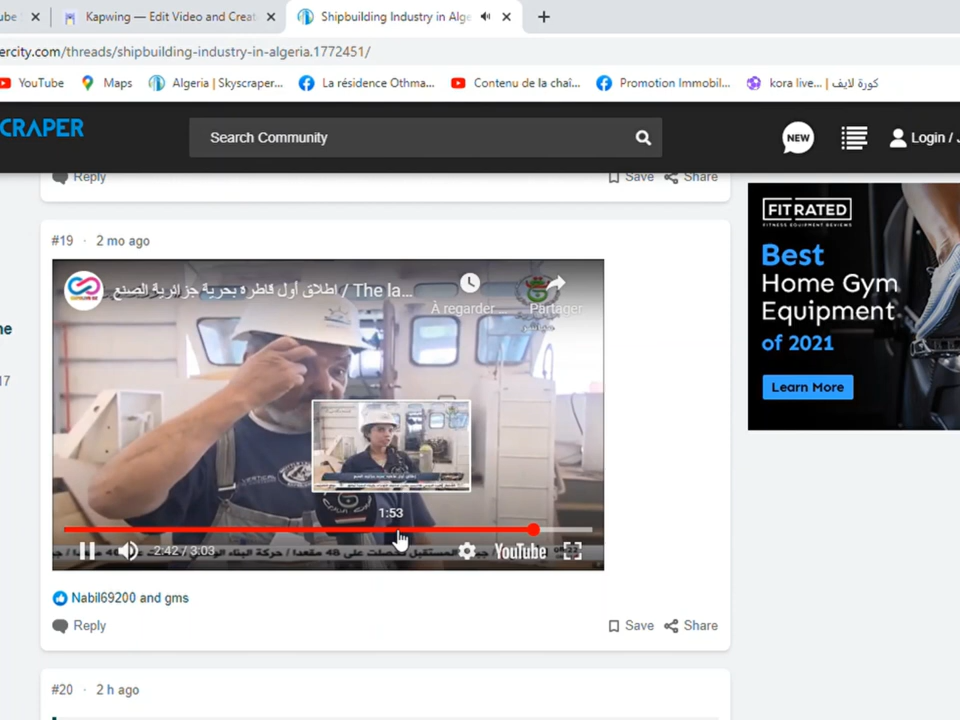 ube
Kapwing — Edit Video and Creat
Shipbuilding Industry in Alge
ercity.com/threads/shipbuilding-industry-in-algeria.1772451/
YouTube
Maps
Algeria | Skyscraper...
La résidence Othma...
Contenu de la chaî...
Promotion Immobil...
kora live... | كورة لايف
CRAPER
Search Community
NEW
Login /
Reply
Save
Share
#19 · 2 mo ago
اطلاق أول قاطرة بحرية جزائرية الصنع / The la...
À regarder ...
Partager
1:53
2:42 / 3:03
YouTube
Nabil69200 and gms
Reply
Save
Share
#20 · 2 h ago
ne
17
FITRATED
FITNESS EQUIPMENT REVIEWS
Best
Home Gym
Equipment
of 2021
Learn More